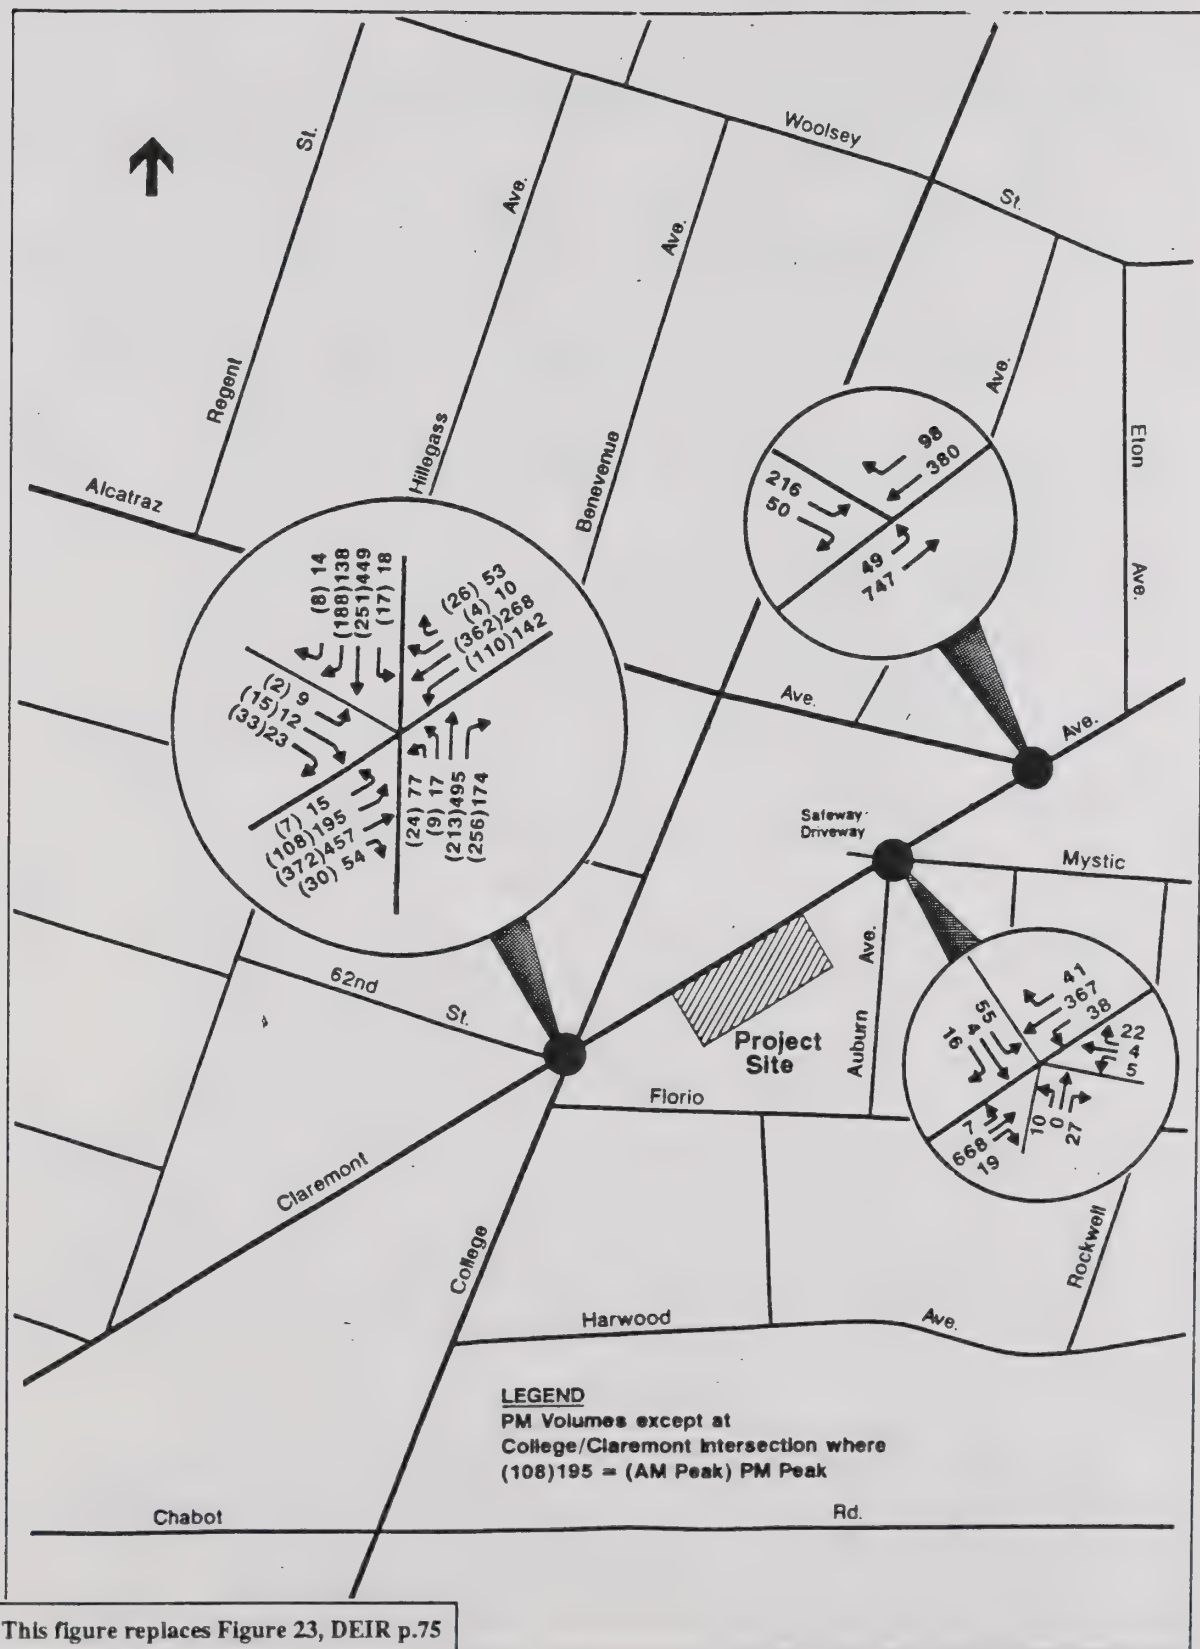 Woolsey
St.
St.
Ave.
Ave.
Ave.
Regent
Hillegass
Benevenue
Eton
Ave.
Alcatraz
98
380
216
50
49
747
(8) 14
(188)138
(251)449
(17) 18
(26) 53
(4) 10
(362)268
(110)142
(2) 9
(15)12
(33)23
(7) 15
(108)195
(372)457
(30) 54
(24) 77
(9) 17
(213)495
(256)174
Ave.
Ave.
Safeway
Driveway
Mystic
62nd
St.
Project
Site
Auburn
Ave.
41
367
38
55
4
16
22
4
5
7
668
19
10
0
27
Florio
Claremont
College
Rockwell
Harwood
Ave.
LEGEND
PM Volumes except at
College/Claremont Intersection where
(108)195 = (AM Peak) PM Peak
Chabot
Rd.
This figure replaces Figure 23, DEIR p.75